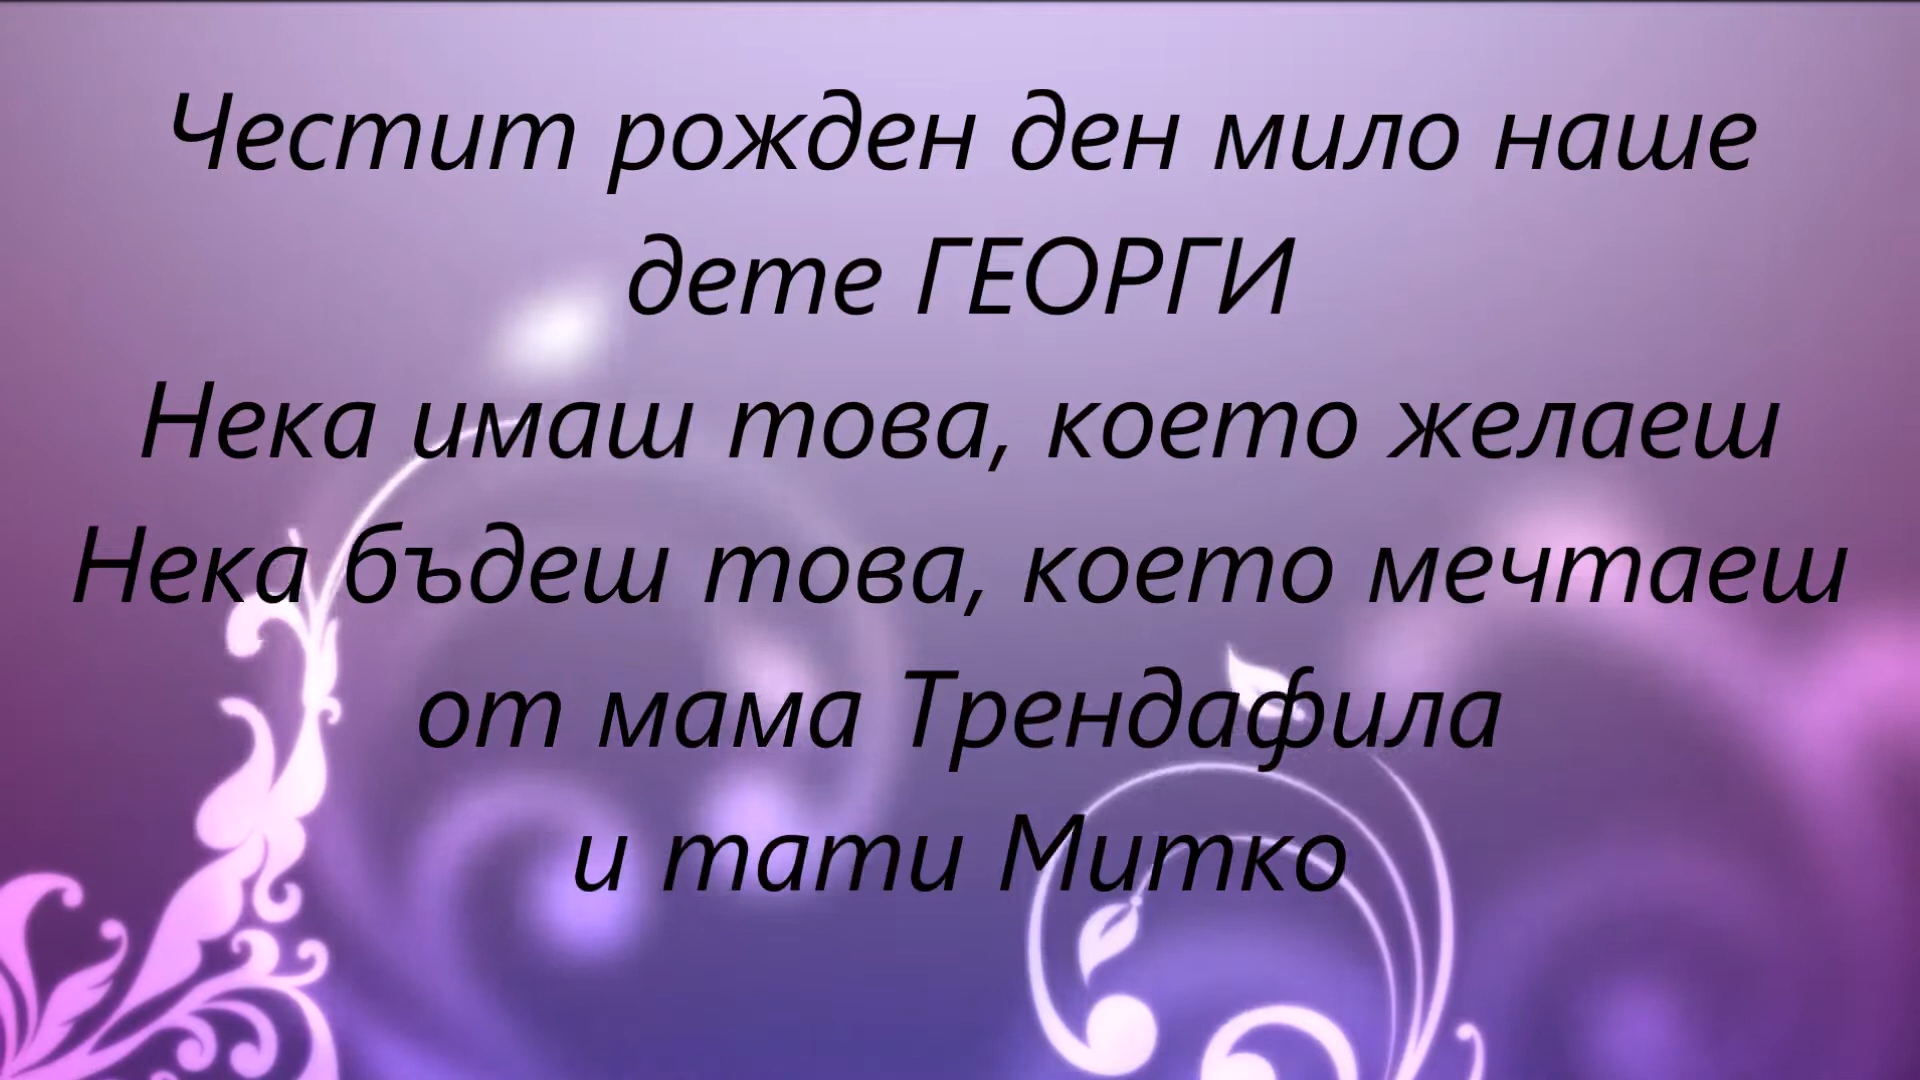 Честит рожден ден мило наше
дете ГЕОРГИ
Нека имаш това, което желаеш
Нека бъдеш това, което мечтаеш
от мама Трендафила
и тати Митко